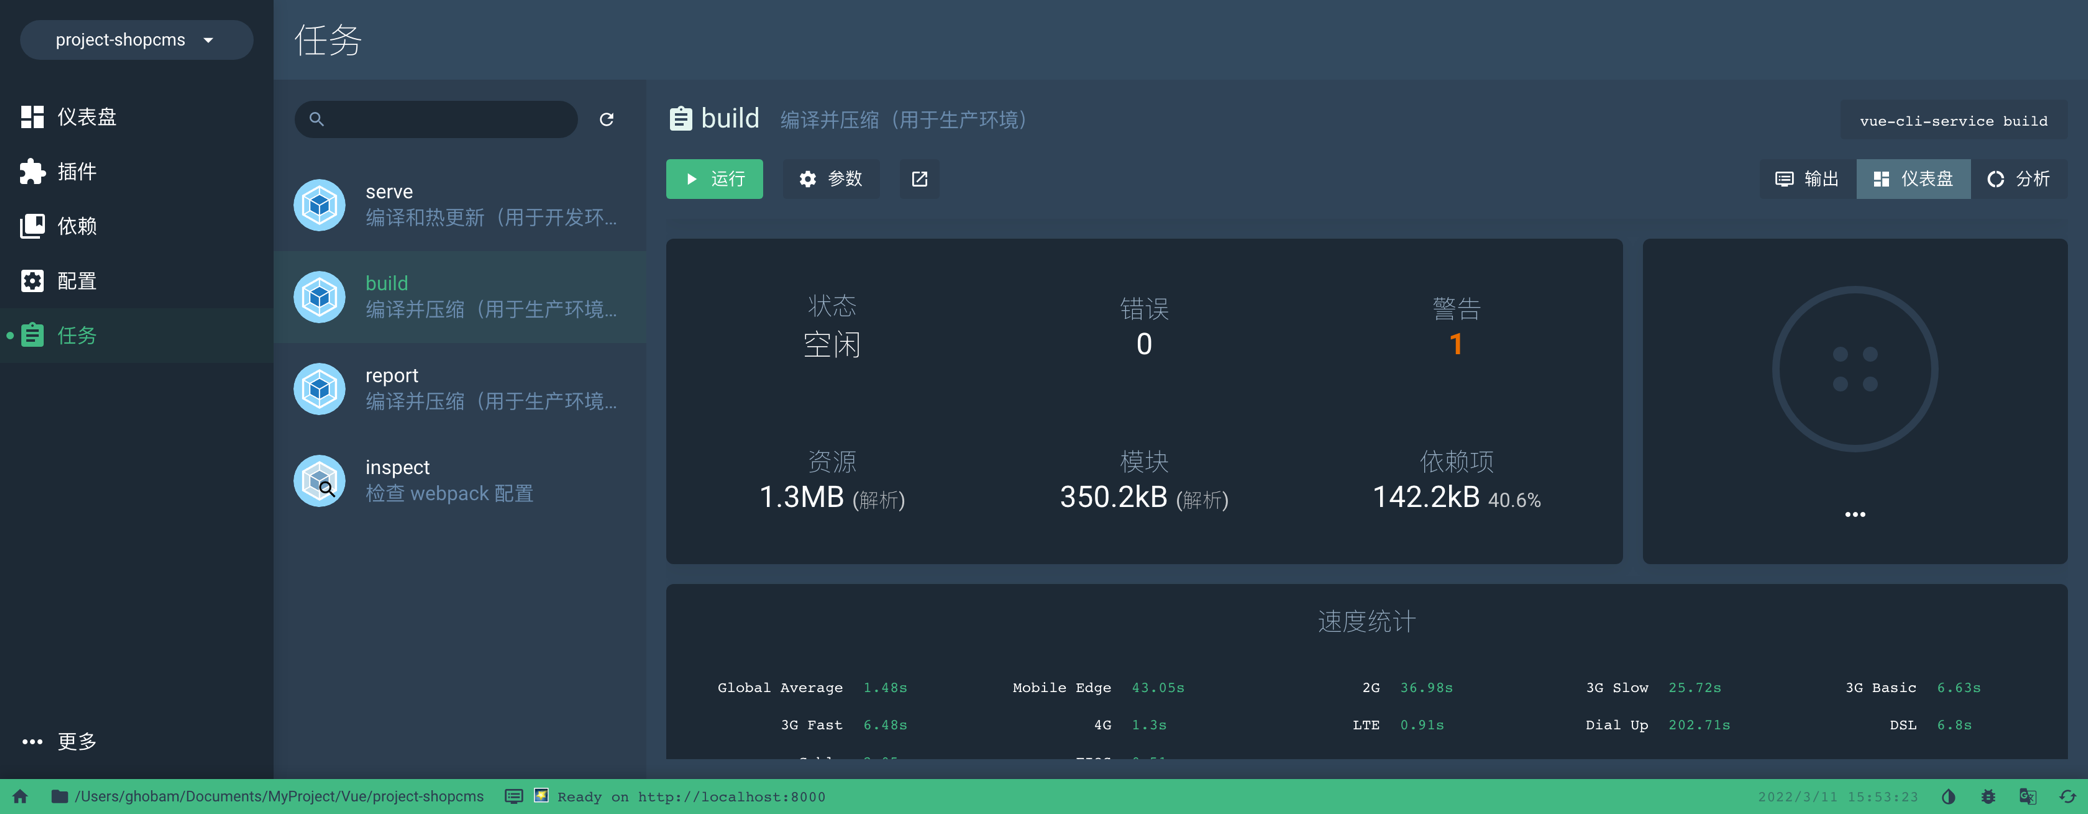 project-shopcms
仪表盘
插件
依赖
配置
任务
更多
任务
serve
编译和热更新（用于开发环...
build
编译并压缩（用于生产环境...
report
编译并压缩（用于生产环境...
inspect
检查 webpack 配置
build 编译并压缩（用于生产环境）
vue-cli-service build
运行 参数
输出 仪表盘 分析
状态 错误 警告
空闲 0 1
资源 模块 依赖项
1.3MB (解析) 350.2kB (解析) 142.2kB 40.6%
速度统计
Global Average 1.48s Mobile Edge 43.05s 2G 36.98s 3G Slow 25.72s 3G Basic 6.63s
3G Fast 6.48s 4G 1.3s LTE 0.91s Dial Up 202.71s DSL 6.8s
/Users/ghobam/Documents/MyProject/Vue/project-shopcms Ready on http://localhost:8000 2022/3/11 15:53:23